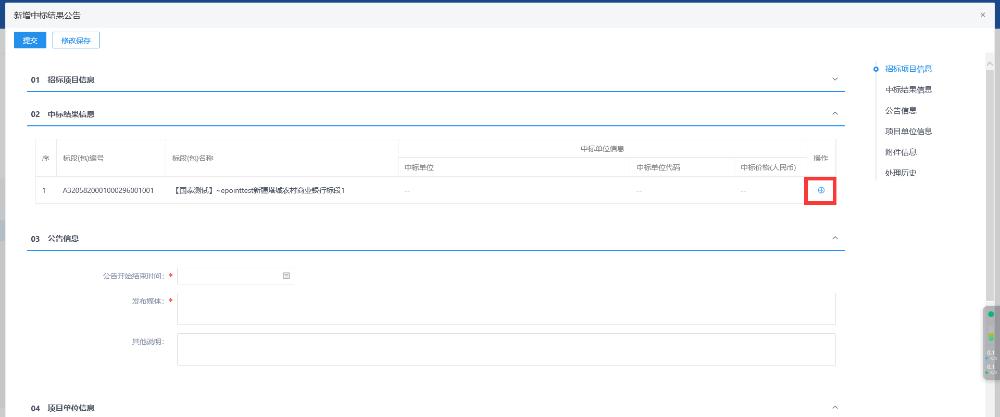 新增中标结果公告
×
提交 修改保存
01 招标项目信息
02 中标结果信息
序 标段(包)编号 标段(包)名称 中标单位信息 操作
中标单位 中标单位代码 中标价格(人民币)
1 A3205820001000296001001 【国泰测试】~epointtest新疆塔城农村商业银行标段1 -- -- --
03 公告信息
公告开始结束时间: *
发布媒体: *
其他说明:
04 项目单位信息
招标项目信息
中标结果信息
公告信息
项目单位信息
附件信息
处理历史
0.1
K/s
0.1
K/s